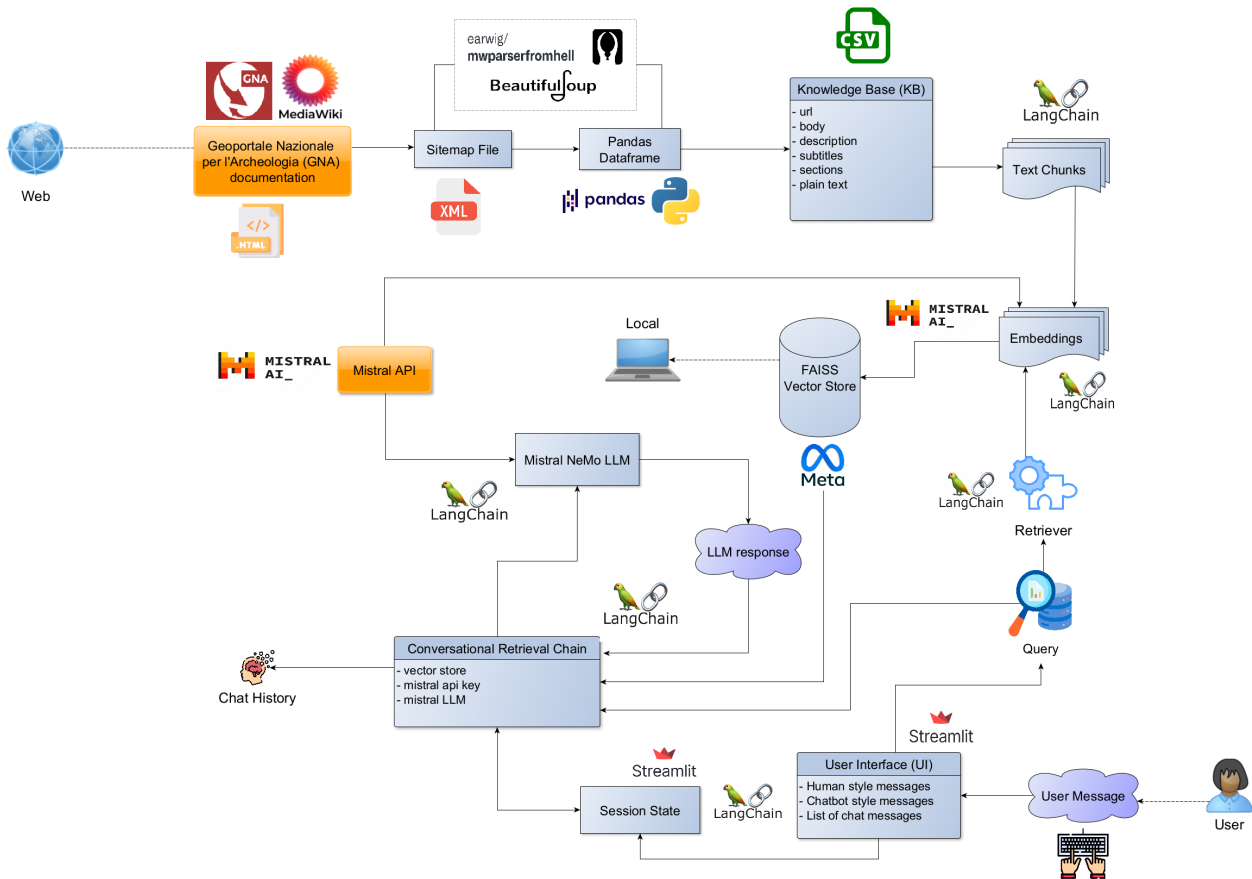 earwig/
mwparserfromhell
BeautifulSoup
CSV
GNA
MediaWiki
Geoportale Nazionale
per l'Archeologia (GNA)
documentation
Sitemap File
Pandas
Dataframe
Knowledge Base (KB)
- url
- body
- description
- subtitles
- sections
- plain text
LangChain
Text Chunks
Web
</>
.HTML
XML
pandas
Local
MISTRAL
AI_
Embeddings
MISTRAL
AI_
Mistral API
FAISS
Vector Store
LangChain
Meta
Mistral NeMo LLM
LangChain
LangChain
Retriever
LLM response
LangChain
Query
Conversational Retrieval Chain
- vector store
- mistral api key
- mistral LLM
Chat History
Streamlit
Streamlit
User Interface (UI)
- Human style messages
- Chatbot style messages
- List of chat messages
Session State
LangChain
User Message
User